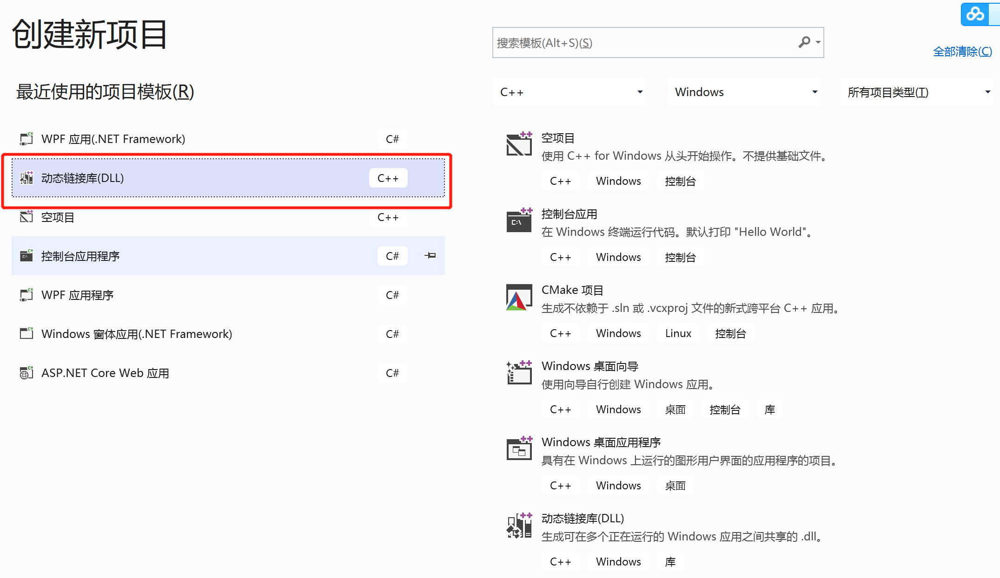 创建新项目
搜索模板(Alt+S)(S)
全部清除(C)
最近使用的项目模板(R)
C++
Windows
所有项目类型(T)
WPF 应用(.NET Framework)
C#
动态链接库(DLL)
C++
空项目
C++
控制台应用程序
C#
WPF 应用程序
C#
Windows 窗体应用(.NET Framework)
C#
ASP.NET Core Web 应用
C#
空项目
使用 C++ for Windows 从头开始操作。不提供基础文件。
C++ Windows 控制台
控制台应用
在 Windows 终端运行代码。默认打印 "Hello World"。
C++ Windows 控制台
CMake 项目
生成不依赖于 .sln 或 .vcxproj 文件的新式跨平台 C++ 应用。
C++ Windows Linux 控制台
Windows 桌面向导
使用向导自行创建 Windows 应用。
C++ Windows 桌面 控制台 库
Windows 桌面应用程序
具有在 Windows 上运行的图形用户界面的应用程序的项目。
C++ Windows 桌面
动态链接库(DLL)
生成可在多个正在运行的 Windows 应用之间共享的 .dll。
C++ Windows 库